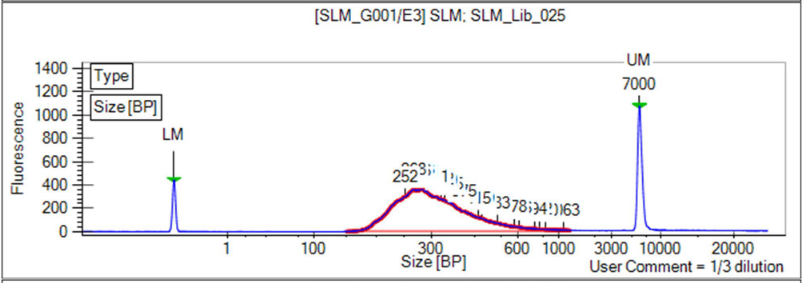 [SLM_G001/E3] SLM; SLM_Lib_025
UM
7000
1400
1200
1000
800
600
400
200
0
Fluorescence
Type
Size [BP]
LM
252
1
100
300
600
1000
3000
10000
20000
Size [BP]
User Comment = 1/3 dilution